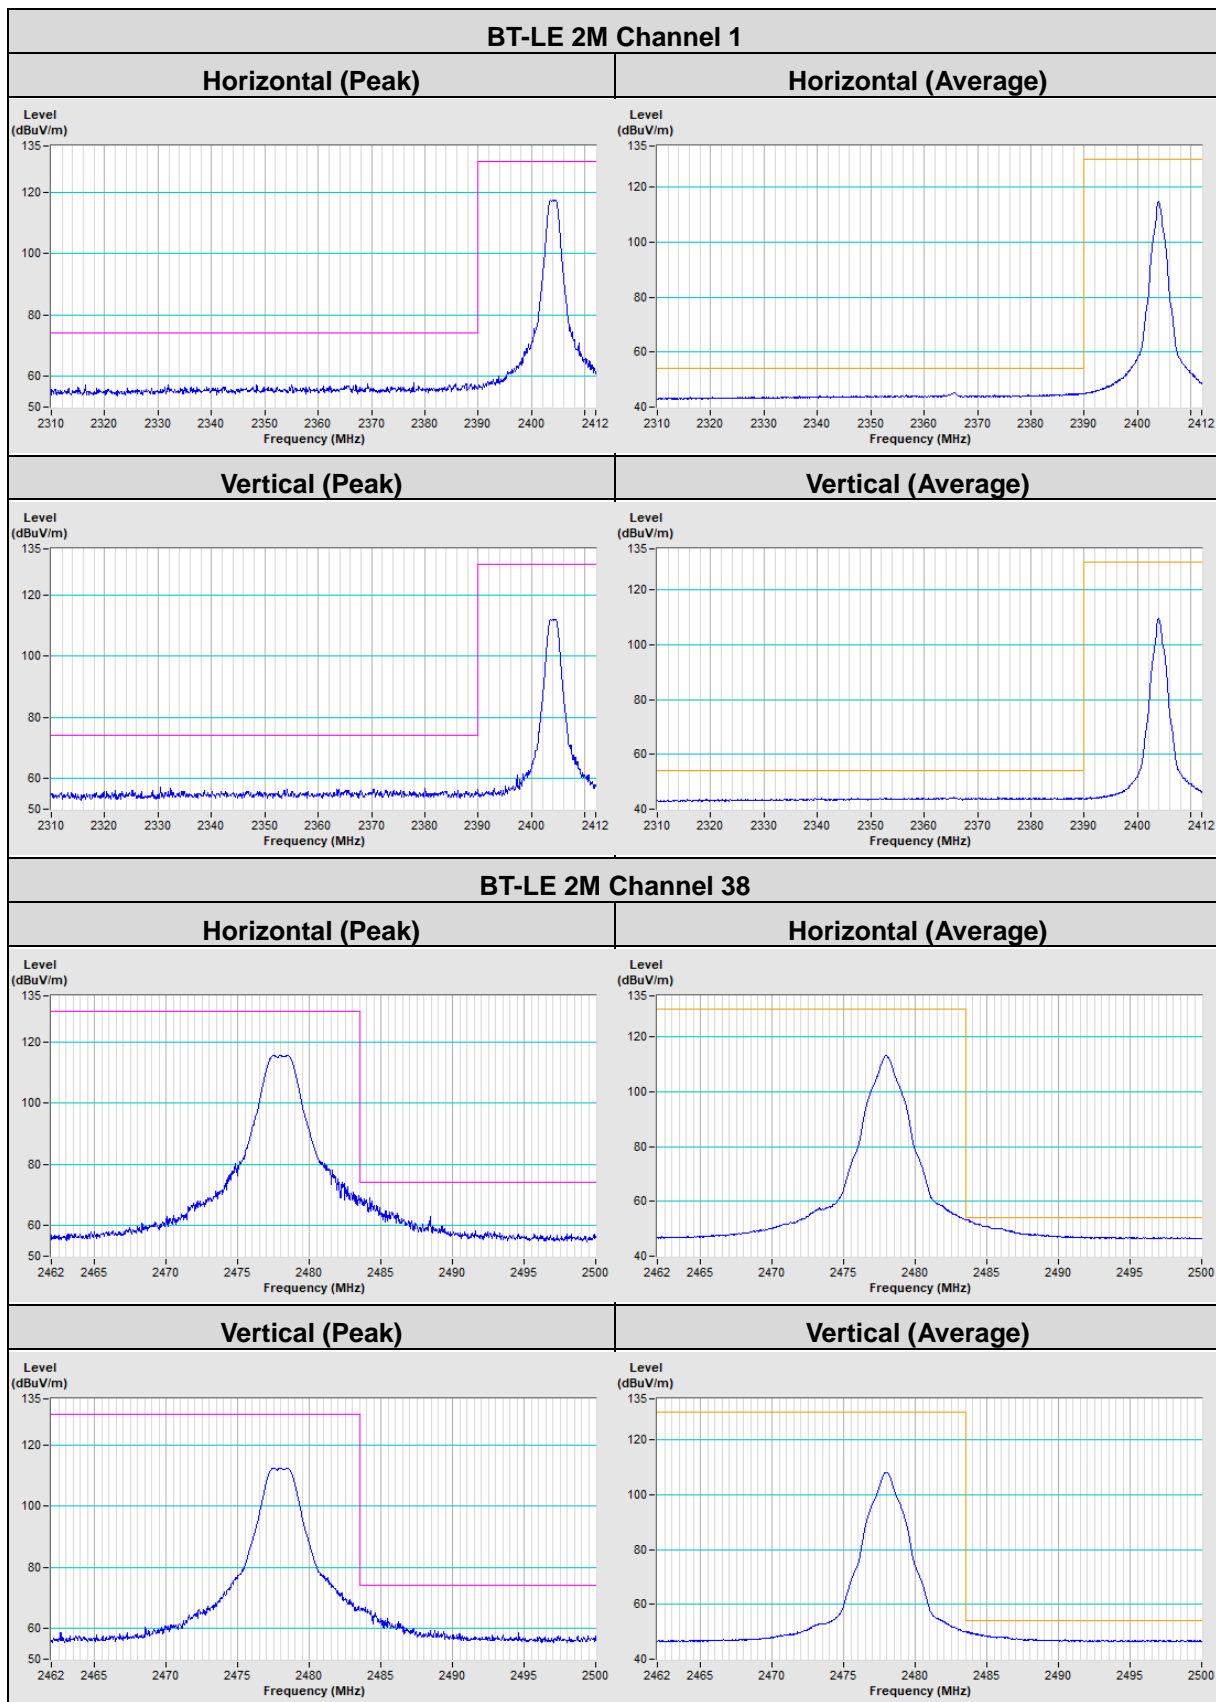 BT-LE 2M Channel 1
Horizontal (Peak)
Horizontal (Average)
Level
(dBuV/m)
135
120
100
80
60
50
2310 2320 2330 2340 2350 2360 2370 2380 2390 2400 2412
Frequency (MHz)
Level
(dBuV/m)
135
120
100
80
60
40
2310 2320 2330 2340 2350 2360 2370 2380 2390 2400 2412
Frequency (MHz)
Vertical (Peak)
Vertical (Average)
Level
(dBuV/m)
135
120
100
80
60
50
2310 2320 2330 2340 2350 2360 2370 2380 2390 2400 2412
Frequency (MHz)
Level
(dBuV/m)
135
120
100
80
60
40
2310 2320 2330 2340 2350 2360 2370 2380 2390 2400 2412
Frequency (MHz)
BT-LE 2M Channel 38
Horizontal (Peak)
Horizontal (Average)
Level
(dBuV/m)
135
120
100
80
60
50
2462 2465 2470 2475 2480 2485 2490 2495 2500
Frequency (MHz)
Level
(dBuV/m)
135
120
100
80
60
40
2462 2465 2470 2475 2480 2485 2490 2495 2500
Frequency (MHz)
Vertical (Peak)
Vertical (Average)
Level
(dBuV/m)
135
120
100
80
60
50
2462 2465 2470 2475 2480 2485 2490 2495 2500
Frequency (MHz)
Level
(dBuV/m)
135
120
100
80
60
40
2462 2465 2470 2475 2480 2485 2490 2495 2500
Frequency (MHz)